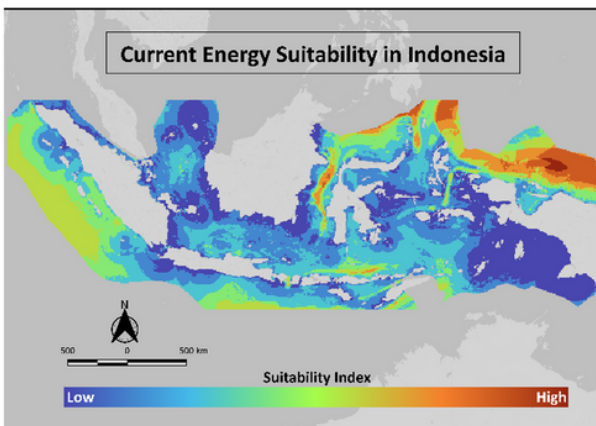 Current Energy Suitability in Indonesia
N
500 0 500 km
Suitability Index
Low High